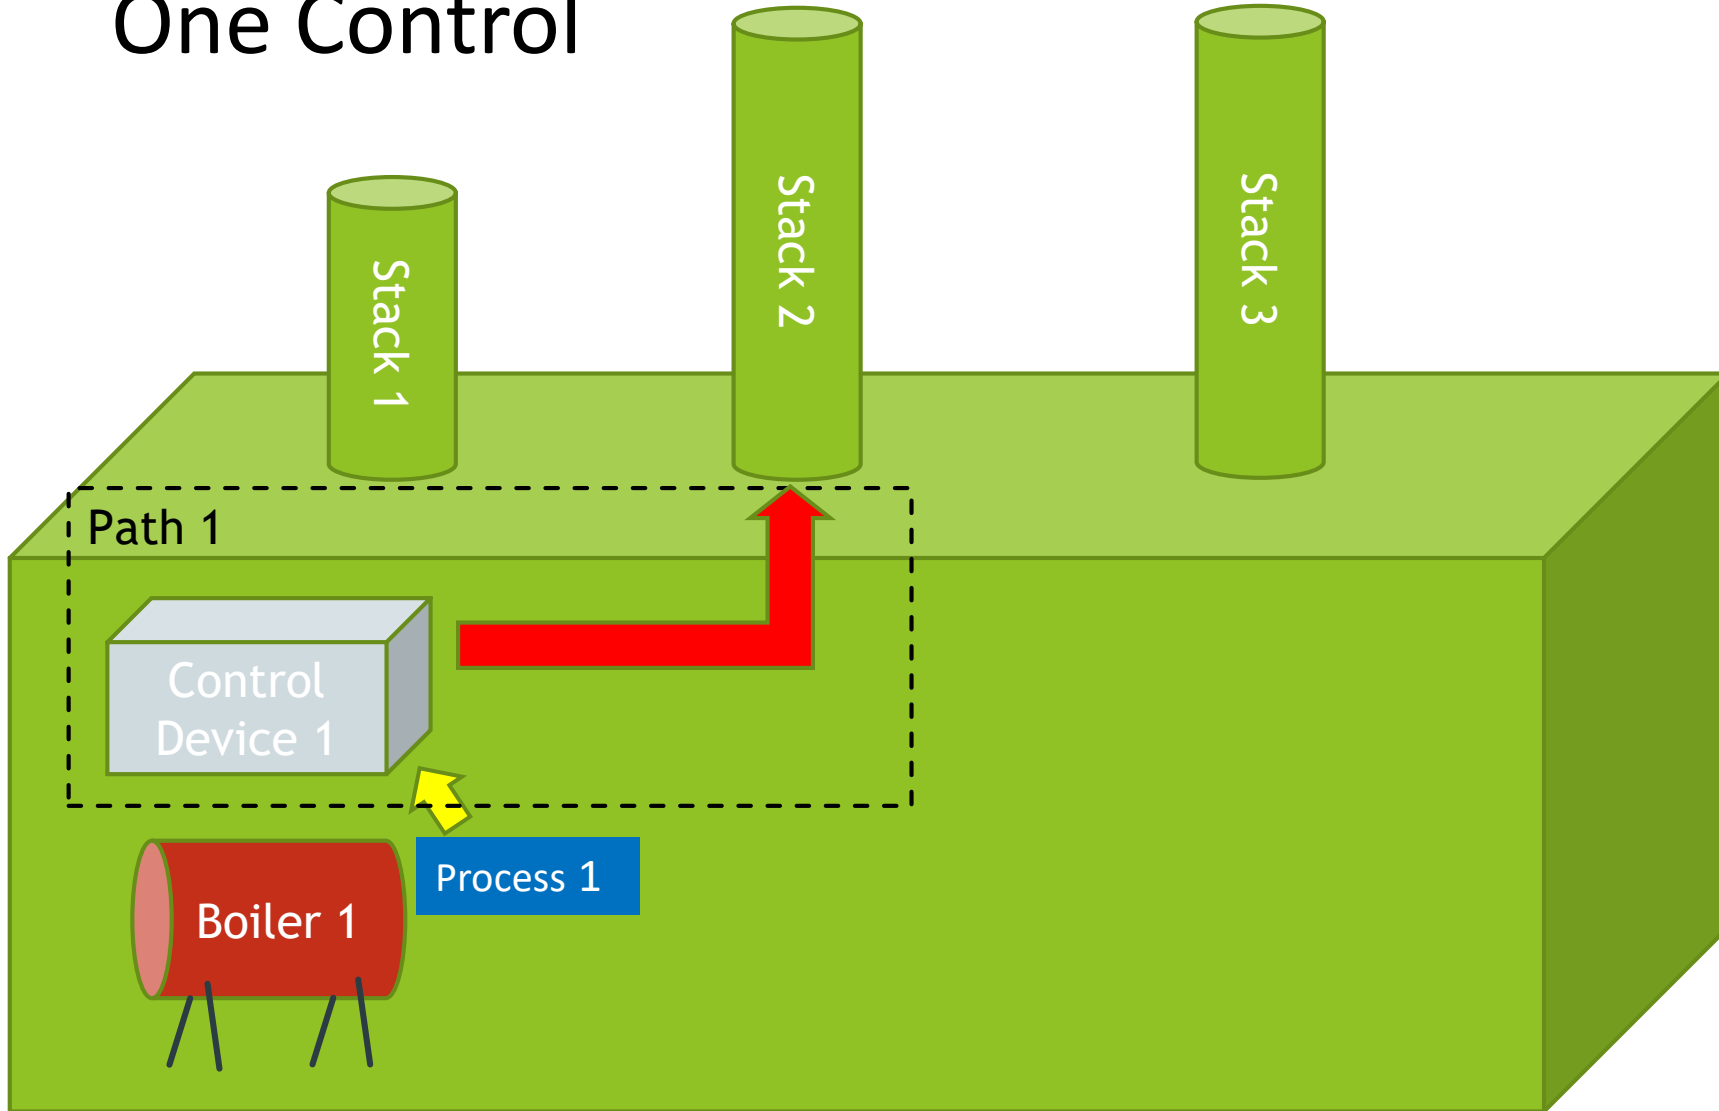 One Control
Stack 1
Stack 2
Stack 3
Path 1
Control
Device 1
Process 1
Boiler 1